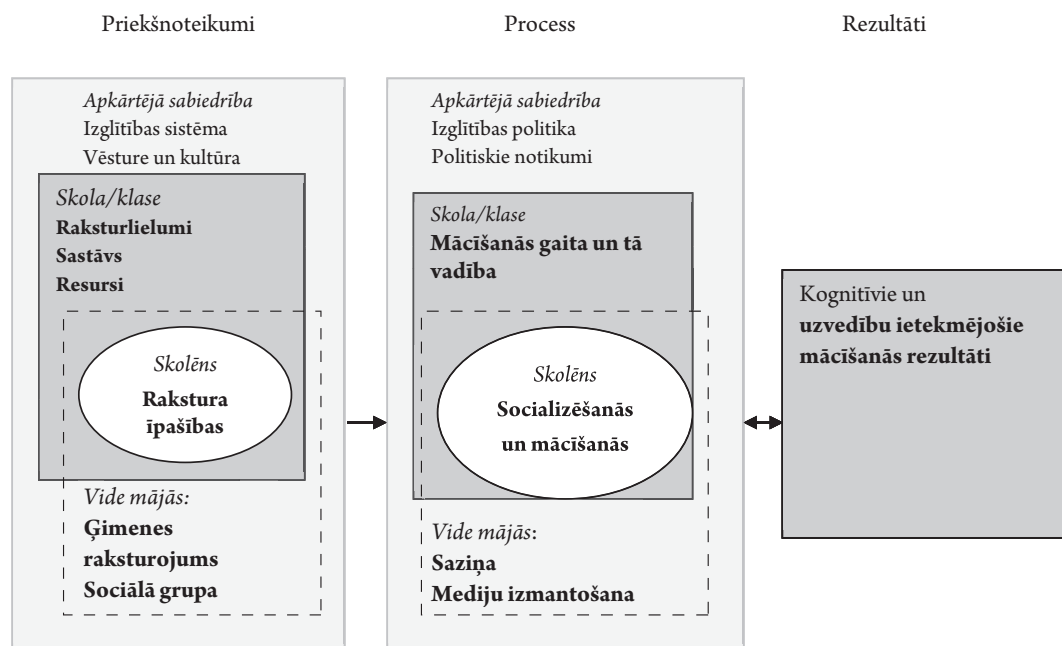 Priekšnoteikumi
Process
Rezultāti
Apkārtējā sabiedrība
Izglītības sistēma
Vēsture un kultūra
Skola/klase
Raksturlielumi
Sastāvs
Resursi
Skolēns
Rakstura
īpašības
Vide mājās:
Ģimenes
raksturojums
Sociālā grupa
Apkārtējā sabiedrība
Izglītības politika
Politiskie notikumi
Skola/klase
Mācīšanās gaita un tā
vadība
Skolēns
Socializēšanās
un mācīšanās
Vide mājās:
Saziņa
Mediju izmantošana
Kognitīvie un
uzvedību ietekmējošie
mācīšanās rezultāti